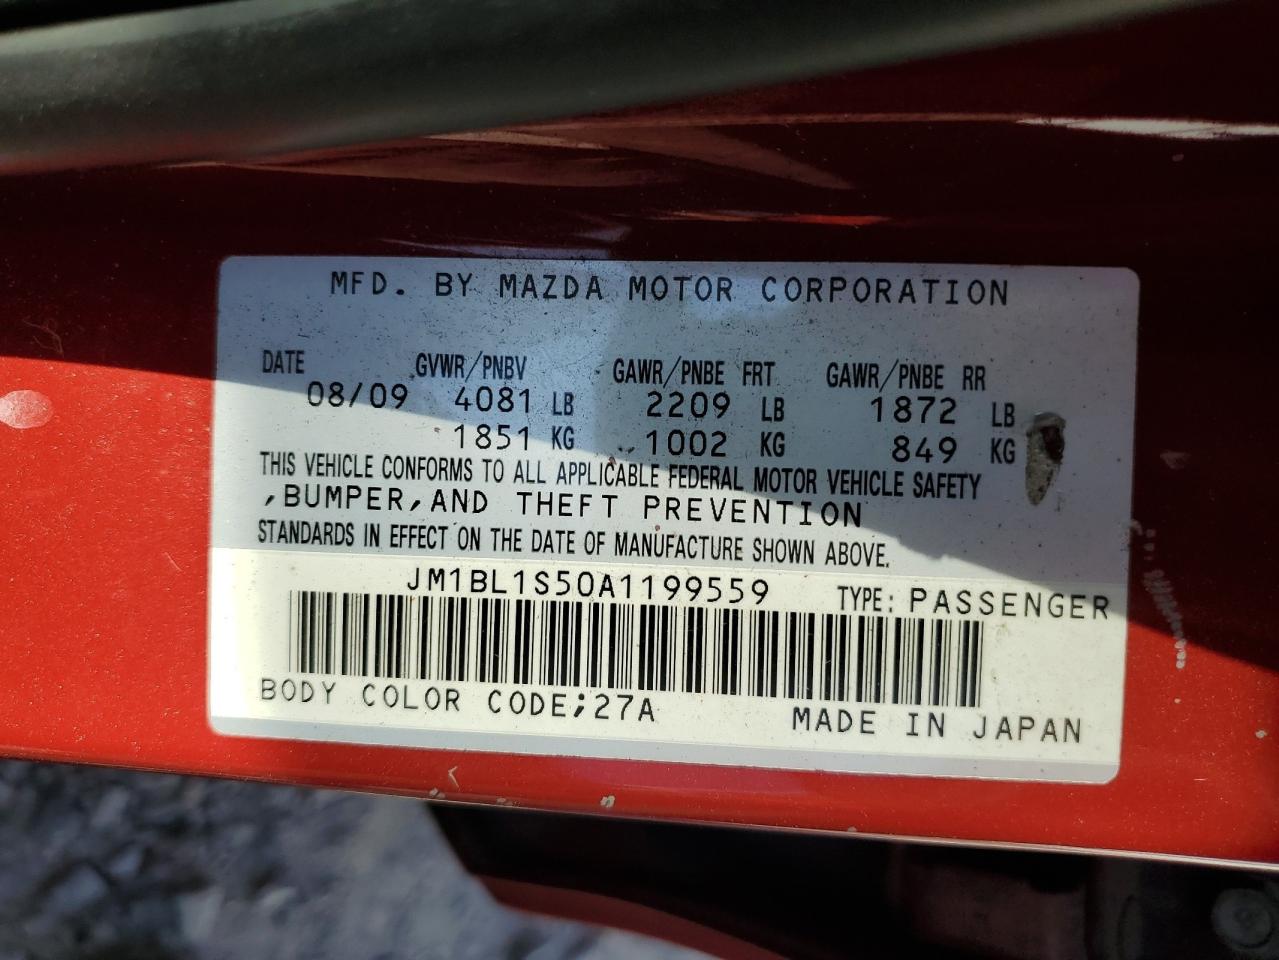 MFD. BY MAZDA MOTOR CORPORATION
DATE GVWR/PNBV GAWR/PNBE FRT GAWR/PNBE RR
08/09 4081 LB 2209 LB 1872 LB
1851 KG 1002 KG 849 KG
THIS VEHICLE CONFORMS TO ALL APPLICABLE FEDERAL MOTOR VEHICLE SAFETY
,BUMPER,AND THEFT PREVENTION
STANDARDS IN EFFECT ON THE DATE OF MANUFACTURE SHOWN ABOVE.
JM1BL1S50A1199559 TYPE: PASSENGER
BODY COLOR CODE;27A MADE IN JAPAN